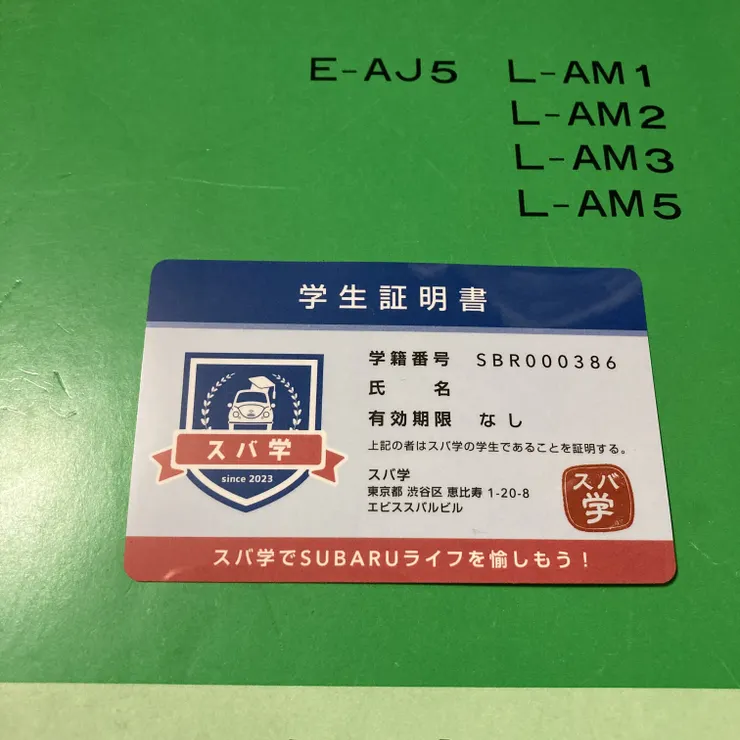 E-AJ5 L-AM1
L-AM2
L-AM3
L-AM5
学生証明書
学籍番号 SBR000386
氏 名
有効期限 なし
上記の者はスバ学の学生であることを証明する。
スバ学
東京都 渋谷区 恵比寿 1-20-8
エビススバルビル
スバ学
since 2023
スバ
学
スバ学でSUBARUライフを愉しもう！